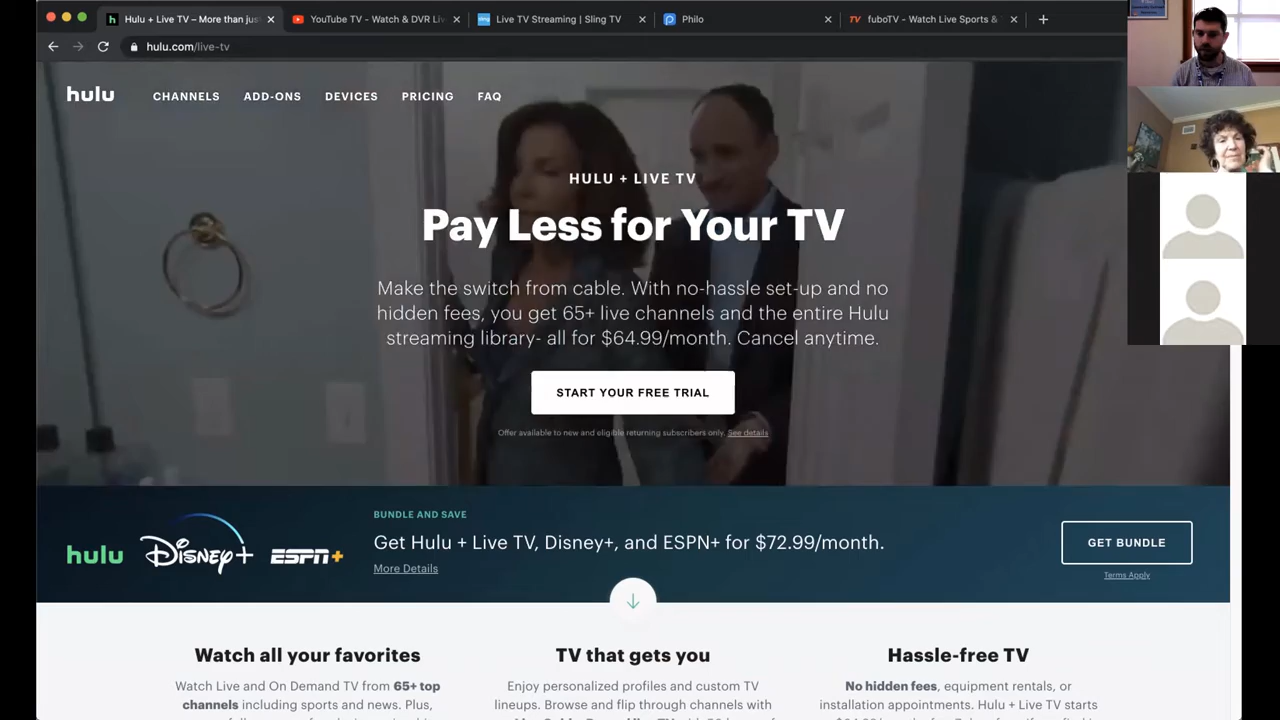 Hulu + Live TV – More than jus
YouTube TV - Watch & DVR Li
Live TV Streaming | Sling TV
Philo
fuboTV - Watch Live Sports &
hulu.com/live-tv
hulu CHANNELS ADD-ONS DEVICES PRICING FAQ
HULU + LIVE TV
Pay Less for Your TV
Make the switch from cable. With no-hassle set-up and no
hidden fees, you get 65+ live channels and the entire Hulu
streaming library- all for $64.99/month. Cancel anytime.
START YOUR FREE TRIAL
Offer available to new and eligible returning subscribers only. See details
hulu Disney+ ESPN+
BUNDLE AND SAVE
Get Hulu + Live TV, Disney+, and ESPN+ for $72.99/month.
More Details
GET BUNDLE
Terms Apply
Watch all your favorites
Watch Live and On Demand TV from 65+ top
channels including sports and news. Plus,
TV that gets you
Enjoy personalized profiles and custom TV
lineups. Browse and flip through channels with
Hassle-free TV
No hidden fees, equipment rentals, or
installation appointments. Hulu + Live TV starts